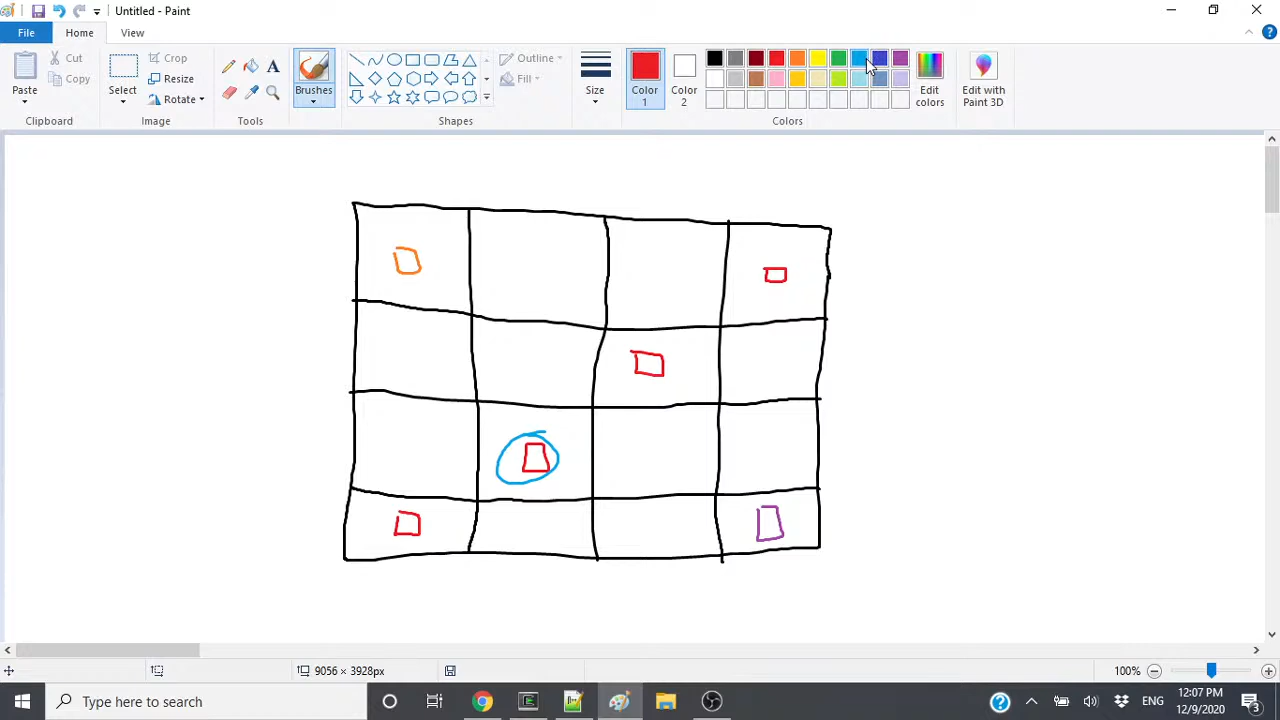 Untitled - Paint
File
Home
View
Paste
Cut
Copy
Clipboard
Select
Crop
Resize
Rotate
Image
A
Tools
Brushes
Outline
Fill
Shapes
Size
Color 1
Color 2
Edit colors
Colors
Edit with Paint 3D
9056 × 3928px
100%
Type here to search
ENG
12:07 PM
12/9/2020
3